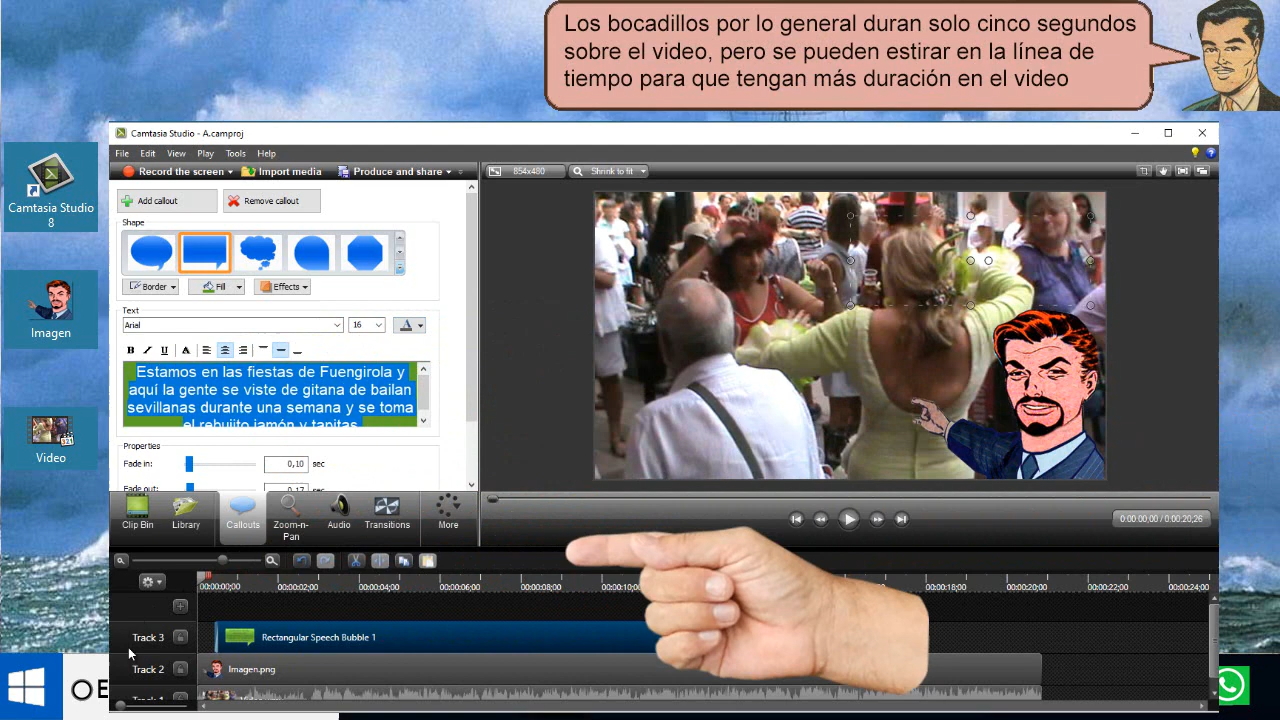 Los bocadillos por lo general duran solo cinco segundos
sobre el video, pero se pueden estirar en la línea de
tiempo para que tengan más duración en el video
Camtasia Studio - A.camproj
File Edit View Play Tools Help
Record the screen Import media Produce and share
854x480 Shrink to fit
Camtasia Studio
8
Imagen
Video
Add callout Remove callout
Shape
Border Fill Effects
Text
Arial 16
B I U A
Estamos en las fiestas de Fuengirola y
aquí la gente se viste de gitana de bailan
sevillanas durante una semana y se toma
el rebujito jamón y tapitas
Properties
Fade in: 0,10 sec
Fade out: 0,17 sec
Clip Bin Library Callouts Zoom-n-Pan Audio Transitions More
0:00:00;00 / 0:00:20,26
00:00:00;00 00:00:02;00 00:00:04;00 00:00:06;00 00:00:08;00 00:00:18;00 00:00:20;00 00:00:22;00 00:00:24;00
Track 3 Rectangular Speech Bubble 1
Track 2 Imagen.png
Track 1